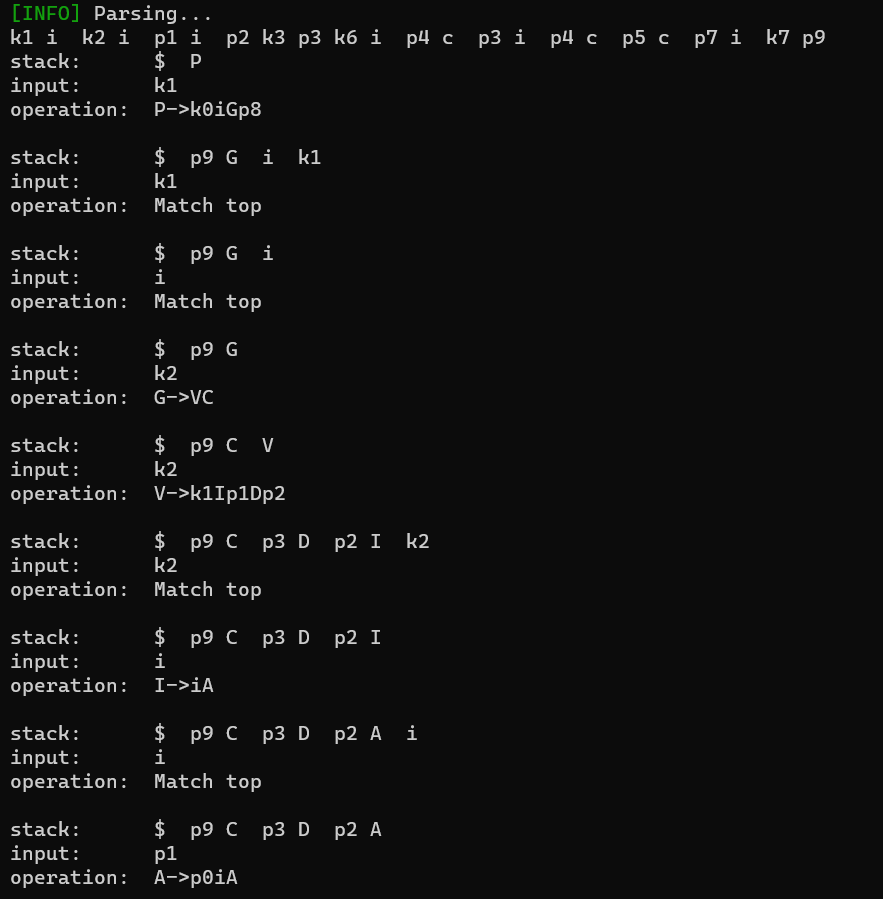 [INFO] Parsing...
k1 i  k2 i  p1 i  p2 k3 p3 k6 i  p4 c  p3 i  p4 c  p5 c  p7 i  k7 p9
stack:      $  P
input:      k1
operation:  P->k0iGp8
stack:      $  p9 G  i  k1
input:      k1
operation:  Match top
stack:      $  p9 G  i
input:      i
operation:  Match top
stack:      $  p9 G
input:      k2
operation:  G->VC
stack:      $  p9 C  V
input:      k2
operation:  V->k1Ip1Dp2
stack:      $  p9 C  p3 D  p2 I  k2
input:      k2
operation:  Match top
stack:      $  p9 C  p3 D  p2 I
input:      i
operation:  I->iA
stack:      $  p9 C  p3 D  p2 A  i
input:      i
operation:  Match top
stack:      $  p9 C  p3 D  p2 A
input:      p1
operation:  A->p0iA